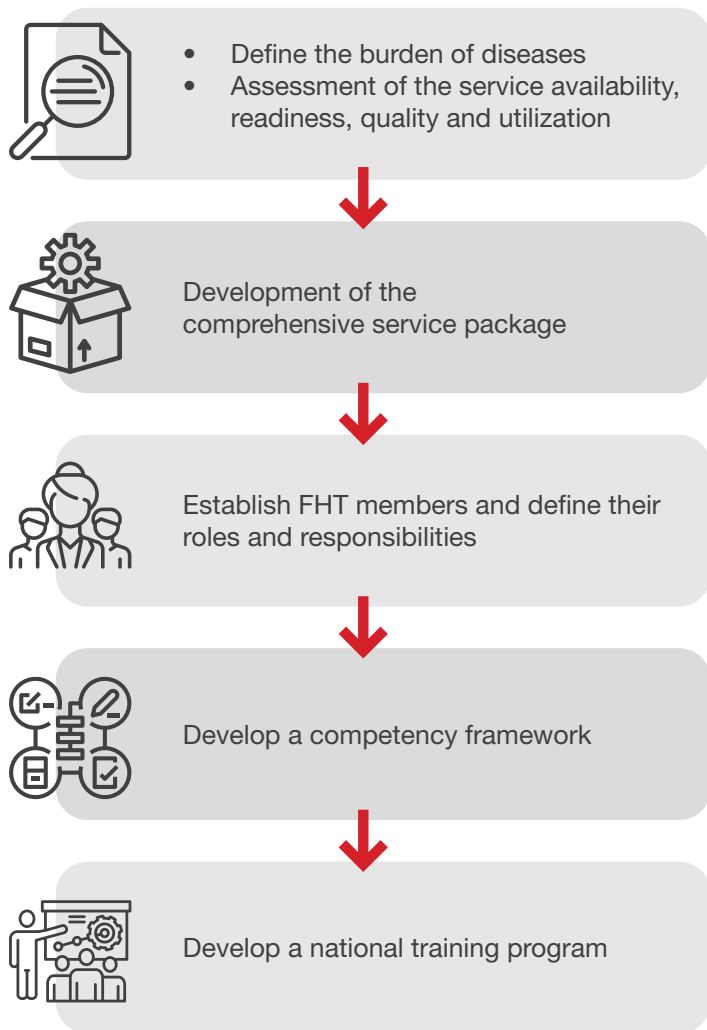 • Define the burden of diseases
• Assessment of the service availability,
readiness, quality and utilization
Development of the
comprehensive service package
Establish FHT members and define their
roles and responsibilities
Develop a competency framework
Develop a national training program